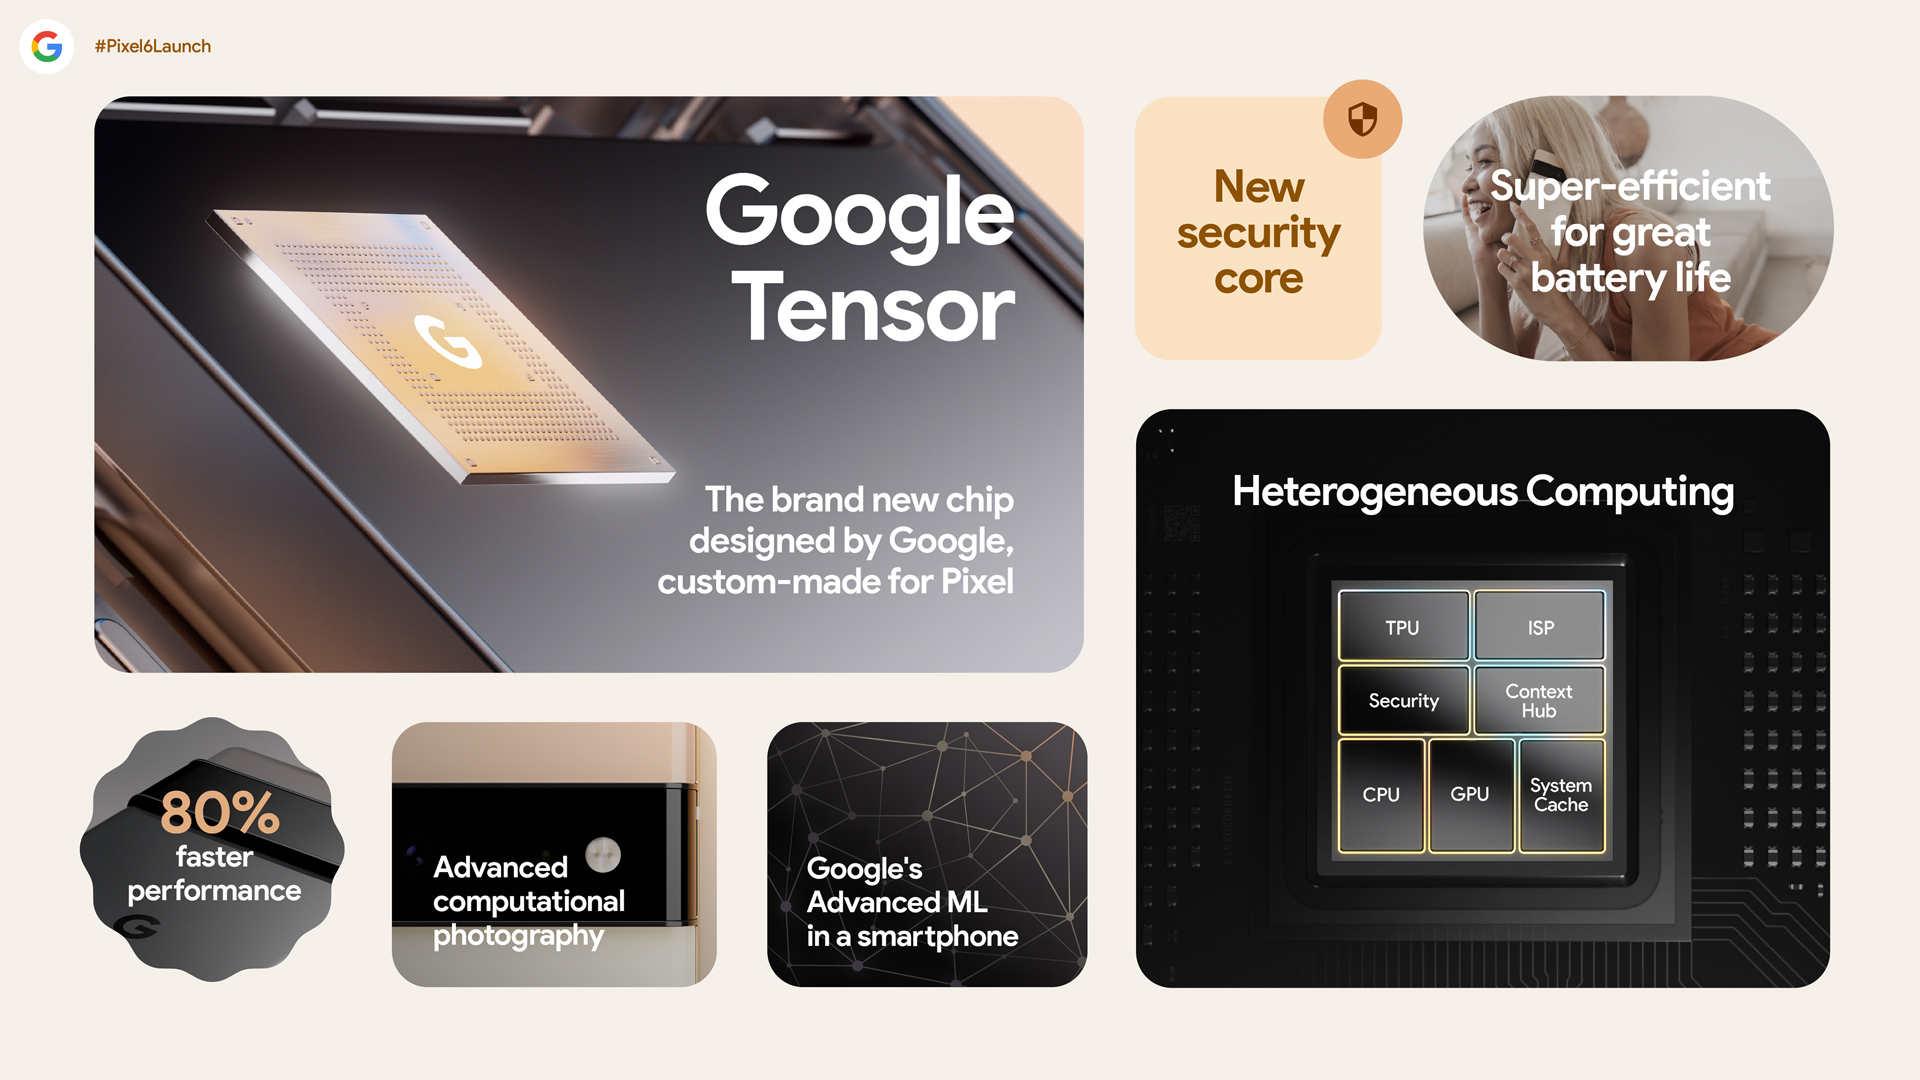 #Pixel6Launch
Google
Tensor
The brand new chip
designed by Google,
custom-made for Pixel
New
security
core
Super-efficient
for great
battery life
Heterogeneous Computing
TPU
ISP
Security
Context
Hub
CPU
GPU
System
Cache
80%
faster
performance
Advanced
computational
photography
Google's
Advanced ML
in a smartphone